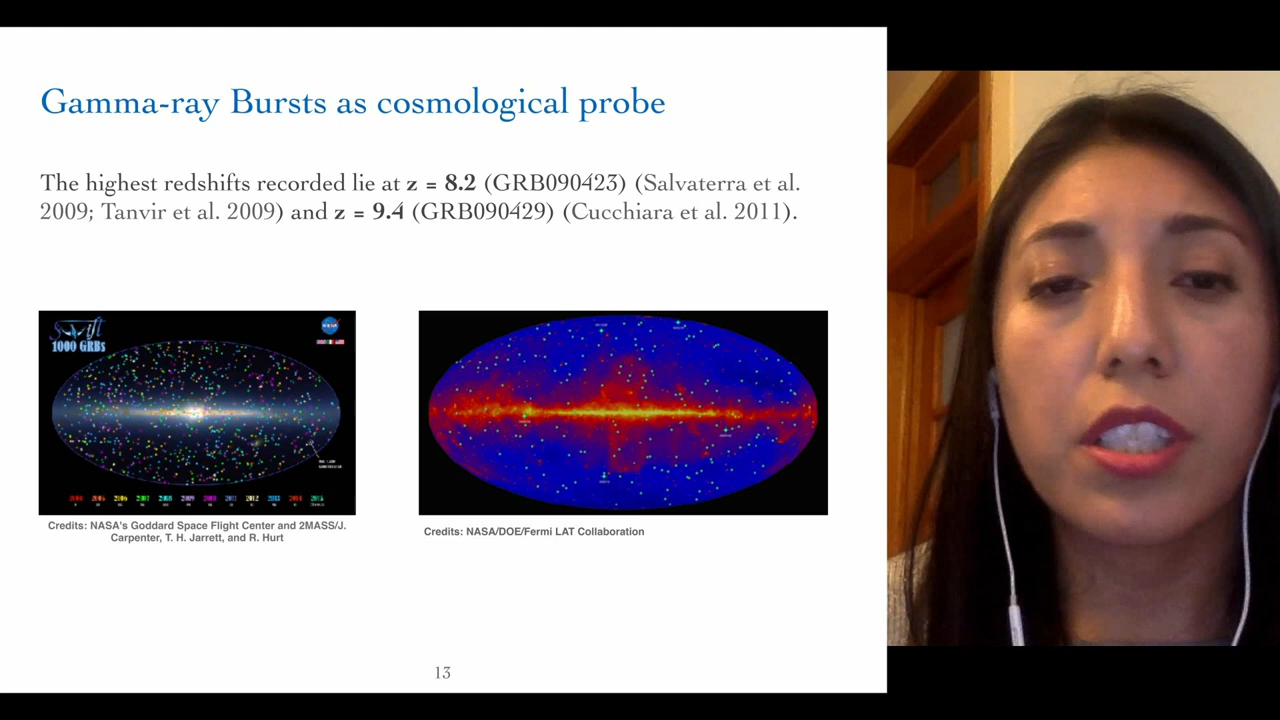 Gamma-ray Bursts as cosmological probe
The highest redshifts recorded lie at z = 8.2 (GRB090423) (Salvaterra et al.
2009; Tanvir et al. 2009) and z = 9.4 (GRB090429) (Cucchiara et al. 2011).
Swift
1000 GRBs
NASA
Credits: NASA's Goddard Space Flight Center and 2MASS/J.
Carpenter, T. H. Jarrett, and R. Hurt
Credits: NASA/DOE/Fermi LAT Collaboration
13